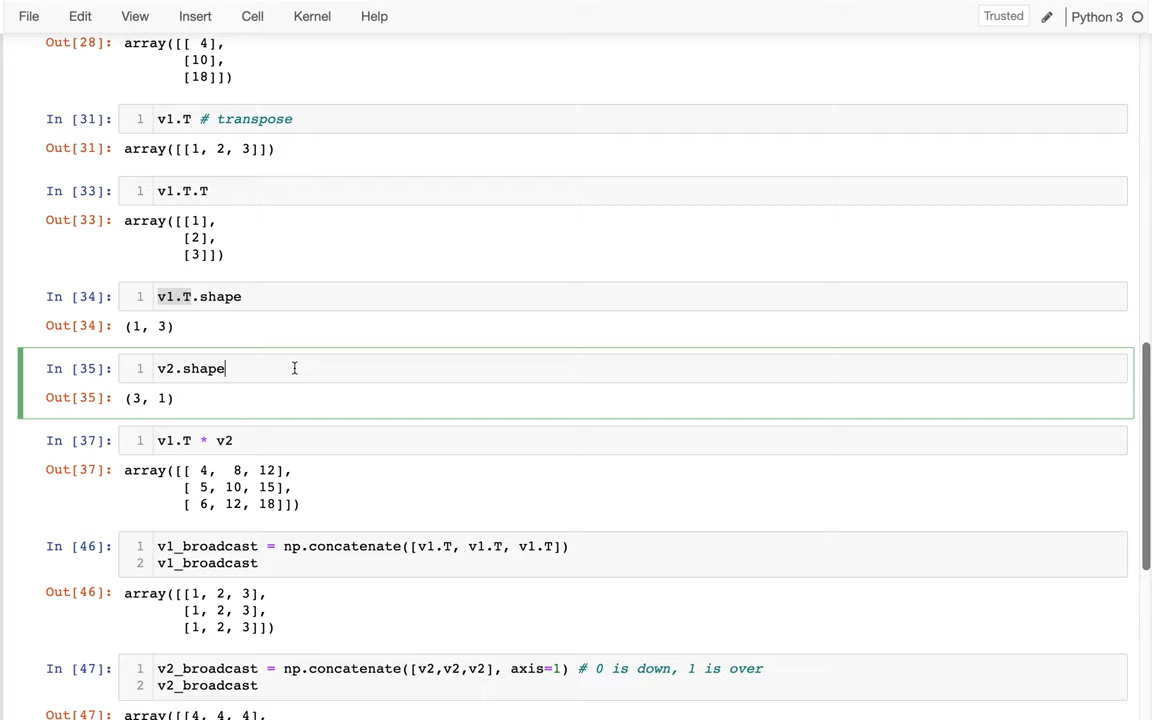 File Edit View Insert Cell Kernel Help Trusted Python 3
Out[28]: array([[ 4],
[10],
[18]])
In [31]: 1 v1.T # transpose
Out[31]: array([[1, 2, 3]])
In [33]: 1 v1.T.T
Out[33]: array([[1],
[2],
[3]])
In [34]: 1 v1.T.shape
Out[34]: (1, 3)
In [35]: 1 v2.shape
Out[35]: (3, 1)
In [37]: 1 v1.T * v2
Out[37]: array([[ 4,  8, 12],
[ 5, 10, 15],
[ 6, 12, 18]])
In [46]: 1 v1_broadcast = np.concatenate([v1.T, v1.T, v1.T])
2 v1_broadcast
Out[46]: array([[1, 2, 3],
[1, 2, 3],
[1, 2, 3]])
In [47]: 1 v2_broadcast = np.concatenate([v2,v2,v2], axis=1) # 0 is down, 1 is over
2 v2_broadcast
Out[47]: array([[4, 4, 4],